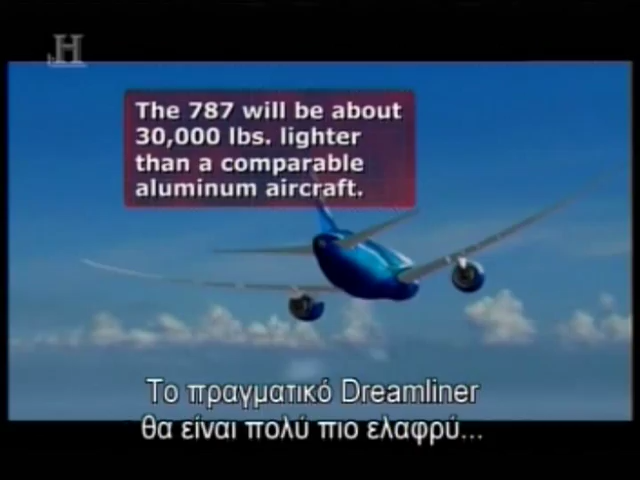 H
The 787 will be about
30,000 lbs. lighter
than a comparable
aluminum aircraft.
Το πραγματικό Dreamliner
θα είναι πολύ πιο ελαφρύ...